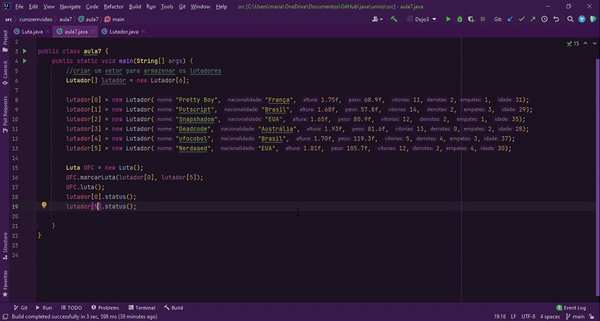 File Edit View Navigate Code Refactor Build Run Tools Git Window Help src [C:\Users\maria\OneDrive\Documentos\GitHub\java\unino\src] - aula7.java
src cursoemvideo aula7 aula7 main Dojo3 Git:
Luta.java aula7.java Lutador.java
Project
Commit
Pull Requests
Structure
Favorites
15
public class aula7 {
public static void main(String[] args) {
//criar um vetor para armazenar os lutadores
Lutador[] lutador = new Lutador[6];
lutador[0] = new Lutador( nome: "Pretty Boy", nacionalidade: "França", altura: 1.75f, peso: 68.9f, vitorias: 11, derrotas: 2, empates: 1, idade: 31);
lutador[1] = new Lutador( nome: "Putscript", nacionalidade: "Brasil", altura: 1.68f, peso: 57.8f, vitorias: 14, derrotas: 2, empates: 3, idade: 29);
lutador[2] = new Lutador( nome: "Snapshadow", nacionalidade: "EUA", altura: 1.65f, peso: 80.9f, vitorias: 12, derrotas: 2, empates: 1, idade: 35);
lutador[3] = new Lutador( nome: "Deadcode", nacionalidade: "Austrália", altura: 1.93f, peso: 81.6f, vitorias: 13, derrotas: 0, empates: 2, idade: 28);
lutador[4] = new Lutador( nome: "ufocobol", nacionalidade: "Brasil", altura: 1.70f, peso: 119.3f, vitorias: 5, derrotas: 4, empates: 3, idade: 37);
lutador[5] = new Lutador( nome: "Nerdaaed", nacionalidade: "EUA", altura: 1.81f, peso: 105.7f, vitorias: 12, derrotas: 2, empates: 4, idade: 30);
Luta UFC = new Luta();
UFC.marcarLuta(lutador[0], lutador[5]);
UFC.luta();
lutador[0].status();
lutador[5].status();
}
}
Git Run TODO Problems Terminal Build Event Log
Build completed successfully in 3 sec, 598 ms (39 minutes ago) 19:18 LF UTF-8 4 spaces main